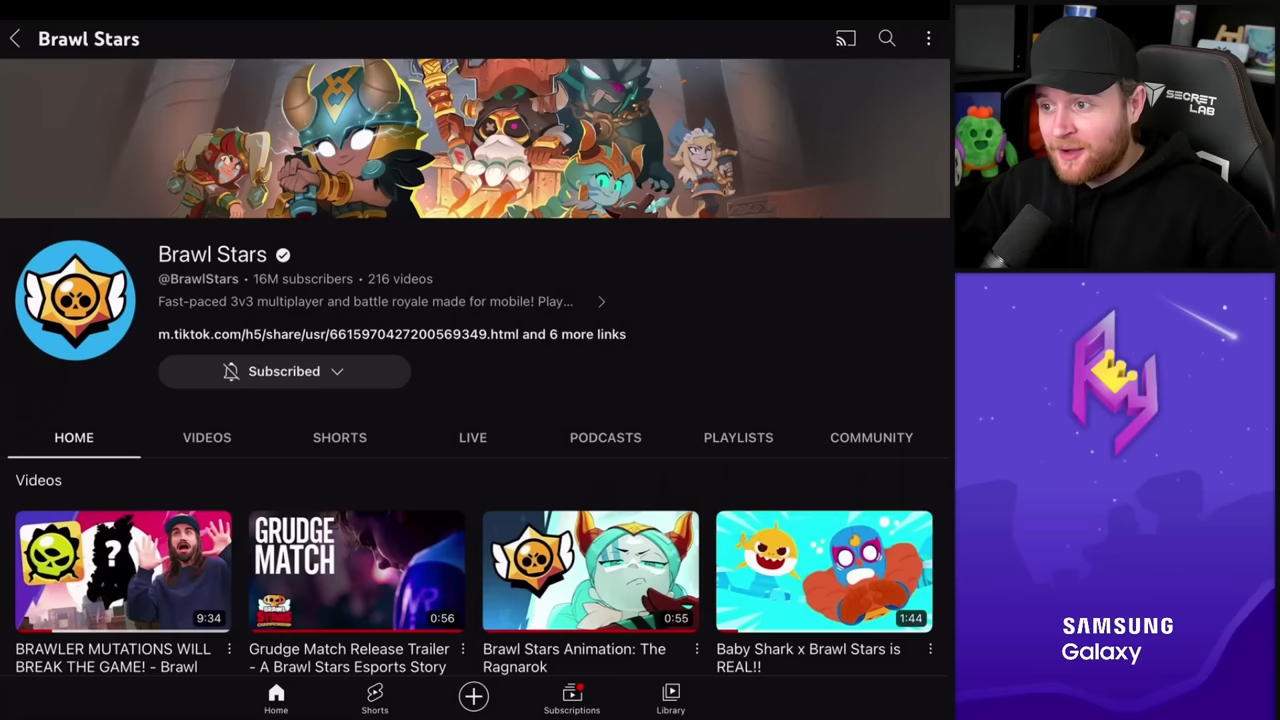 Brawl Stars
SECRET
LAB
Brawl Stars
@BrawlStars • 16M subscribers • 216 videos
Fast-paced 3v3 multiplayer and battle royale made for mobile! Play...
m.tiktok.com/h5/share/usr/6615970427200569349.html and 6 more links
Subscribed
HOME
VIDEOS
SHORTS
LIVE
PODCASTS
PLAYLISTS
COMMUNITY
Videos
?
9:34
GRUDGE
MATCH
0:56
0:55
1:44
BRAWLER MUTATIONS WILL
BREAK THE GAME! - Brawl
Grudge Match Release Trailer
- A Brawl Stars Esports Story
Brawl Stars Animation: The
Ragnarok
Baby Shark x Brawl Stars is
REAL!!
Home
Shorts
Subscriptions
Library
Rey
SAMSUNG
Galaxy